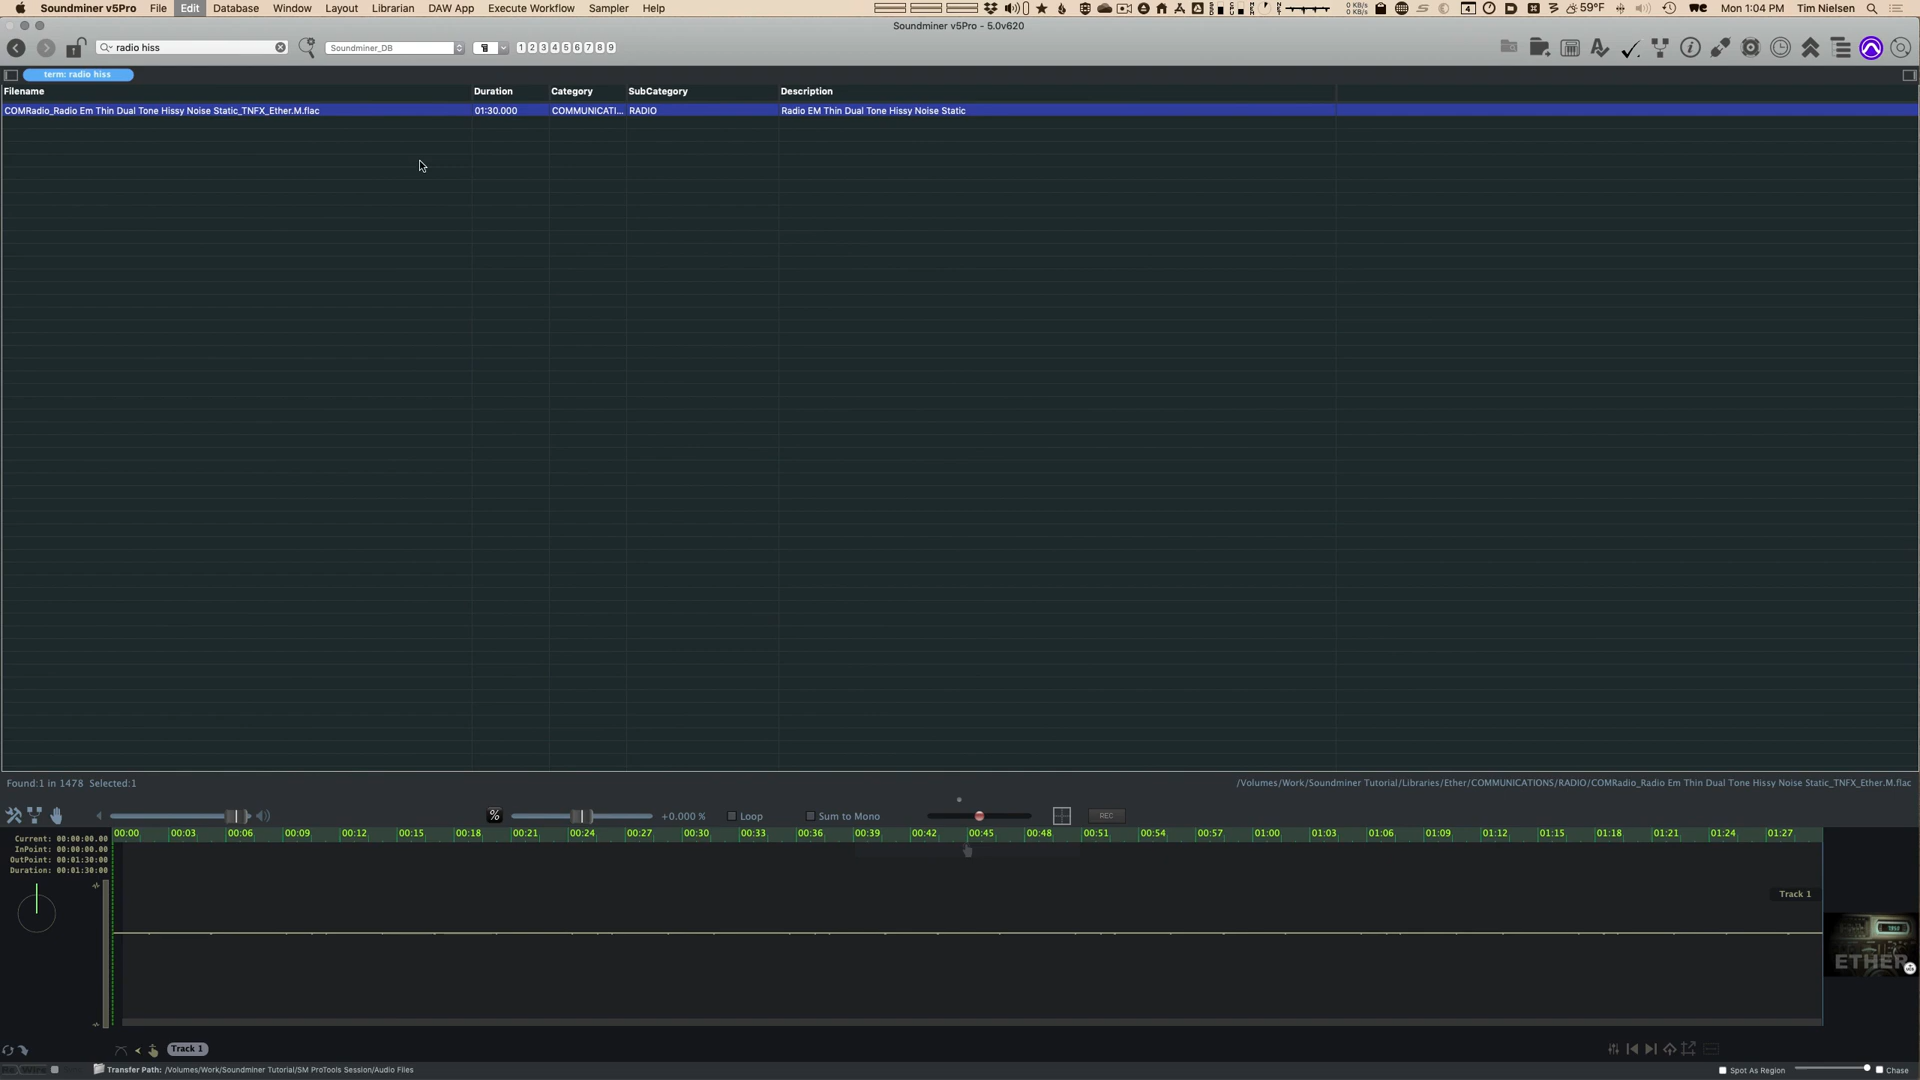 Soundminer v5Pro File Edit Database Window Layout Librarian DAW App Execute Workflow Sampler Help 0 KB/s 0 KB/s 4 59°F Mon 1:04 PM Tim Nielsen
Soundminer v5Pro - 5.0v620
radio hiss Soundminer_DB 1 2 3 4 5 6 7 8 9
term: radio hiss
Filename Duration Category SubCategory Description
COMRadio_Radio Em Thin Dual Tone Hissy Noise Static_TNFX_Ether.M.flac 01:30.000 COMMUNICATI... RADIO Radio EM Thin Dual Tone Hissy Noise Static
Found:1 in 1478 Selected:1 /Volumes/Work/Soundminer Tutorial/Libraries/Ether/COMMUNICATIONS/RADIO/COMRadio_Radio Em Thin Dual Tone Hissy Noise Static_TNFX_Ether.M.flac
% +0.000 % Loop Sum to Mono REC
00:00 00:03 00:06 00:09 00:12 00:15 00:18 00:21 00:24 00:27 00:30 00:33 00:36 00:39 00:42 00:45 00:48 00:51 00:54 00:57 01:00 01:03 01:06 01:09 01:12 01:15 01:18 01:21 01:24 01:27
Current: 00:00:00.00
InPoint: 00:00:00.00
OutPoint: 00:01:30:00
Duration: 00:01:30:00
Track 1
ETHER
Track 1
Transfer Path: /Volumes/Work/Soundminer Tutorial/SM ProTools Session/Audio Files Spot As Region Chase